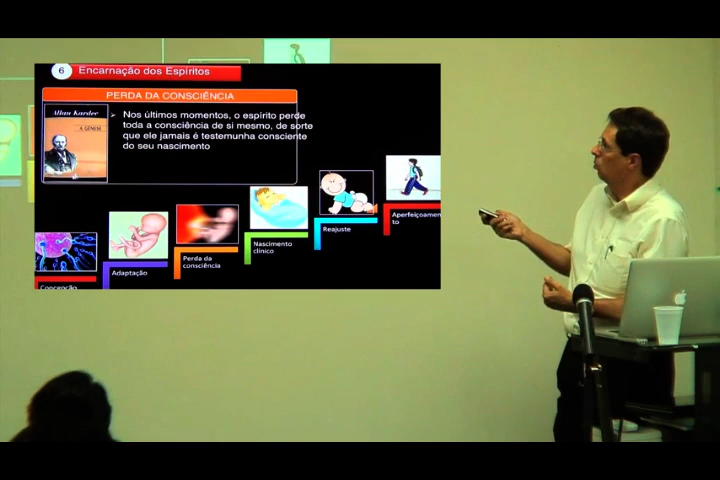 6 Encarnação dos Espíritos
PERDA DA CONSCIÊNCIA
Allan Kardec
A GÊNESE
➢ Nos últimos momentos, o espírito perde
toda a consciência de si mesmo, de sorte
que ele jamais é testemunha consciente
do seu nascimento
Concepção
Adaptação
Perda da
consciência
Nascimento
clínico
Reajuste
Aperfeiçoamen
to